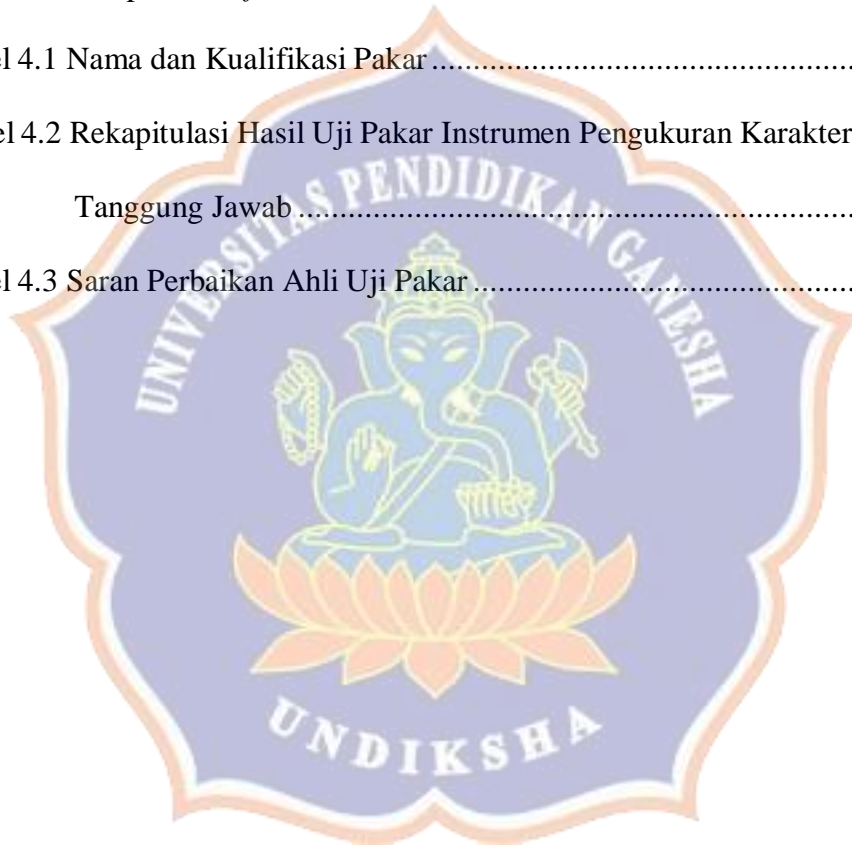 el 4.1 Nama dan Kualifikasi Pakar ....................................................
el 4.2 Rekapitulasi Hasil Uji Pakar Instrumen Pengukuran Karakter
Tanggung Jawab ....................................................................
el 4.3 Saran Perbaikan Ahli Uji Pakar ...............................................
UNIVERSITAS PENDIDIKAN GANESHA
UNDIKSHA